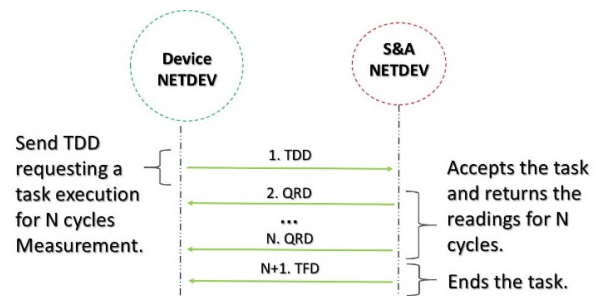 Device
NETDEV
S&A
NETDEV
Send TDD
requesting a
task execution
for N cycles
Measurement.
1. TDD
2. QRD
...
N. QRD
N+1. TFD
Accepts the task
and returns the
readings for N
cycles.
Ends the task.